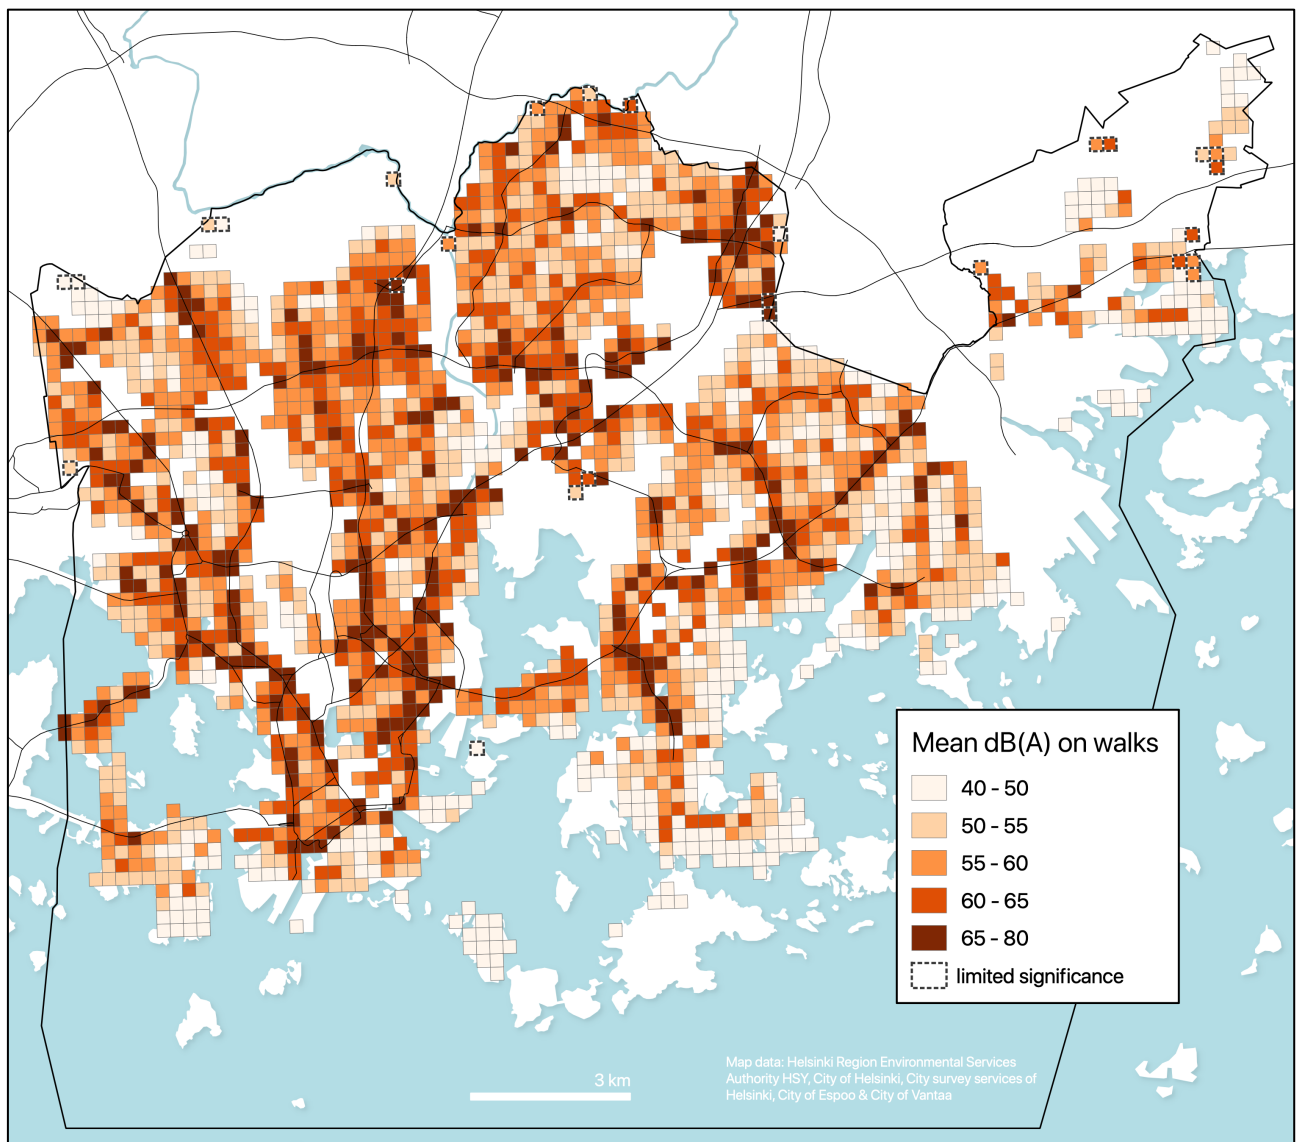 Mean dB(A) on walks
40 - 50
50 - 55
55 - 60
60 - 65
65 - 80
limited significance
3 km
Map data: Helsinki Region Environmental Services
Authority HSY, City of Helsinki, City survey services of
Helsinki, City of Espoo & City of Vantaa